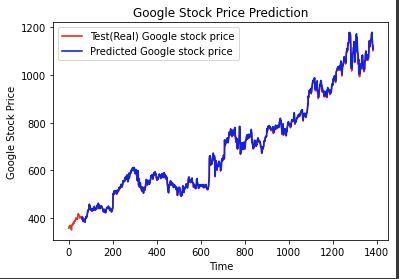 Google Stock Price Prediction
Test(Real) Google stock price
Predicted Google stock price
1200
1000
800
600
400
Google Stock Price
0
200
400
600
800
1000
1200
1400
Time